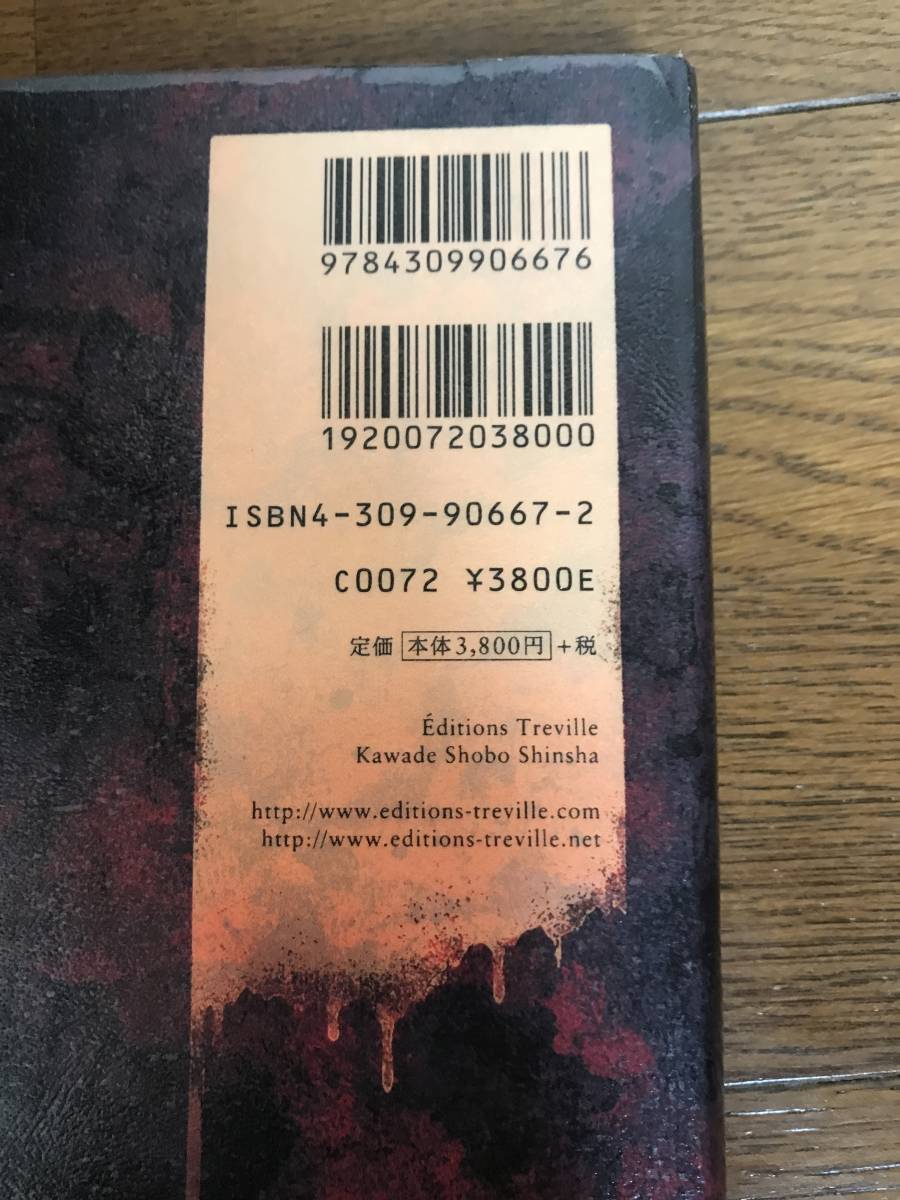 9784309906676
1920072038000
ISBN4-309-90667-2
C0072 ¥3800E
定価 本体3,800円 +税
Éditions Treville
Kawade Shobo Shinsha
http://www.editions-treville.com
http://www.editions-treville.net